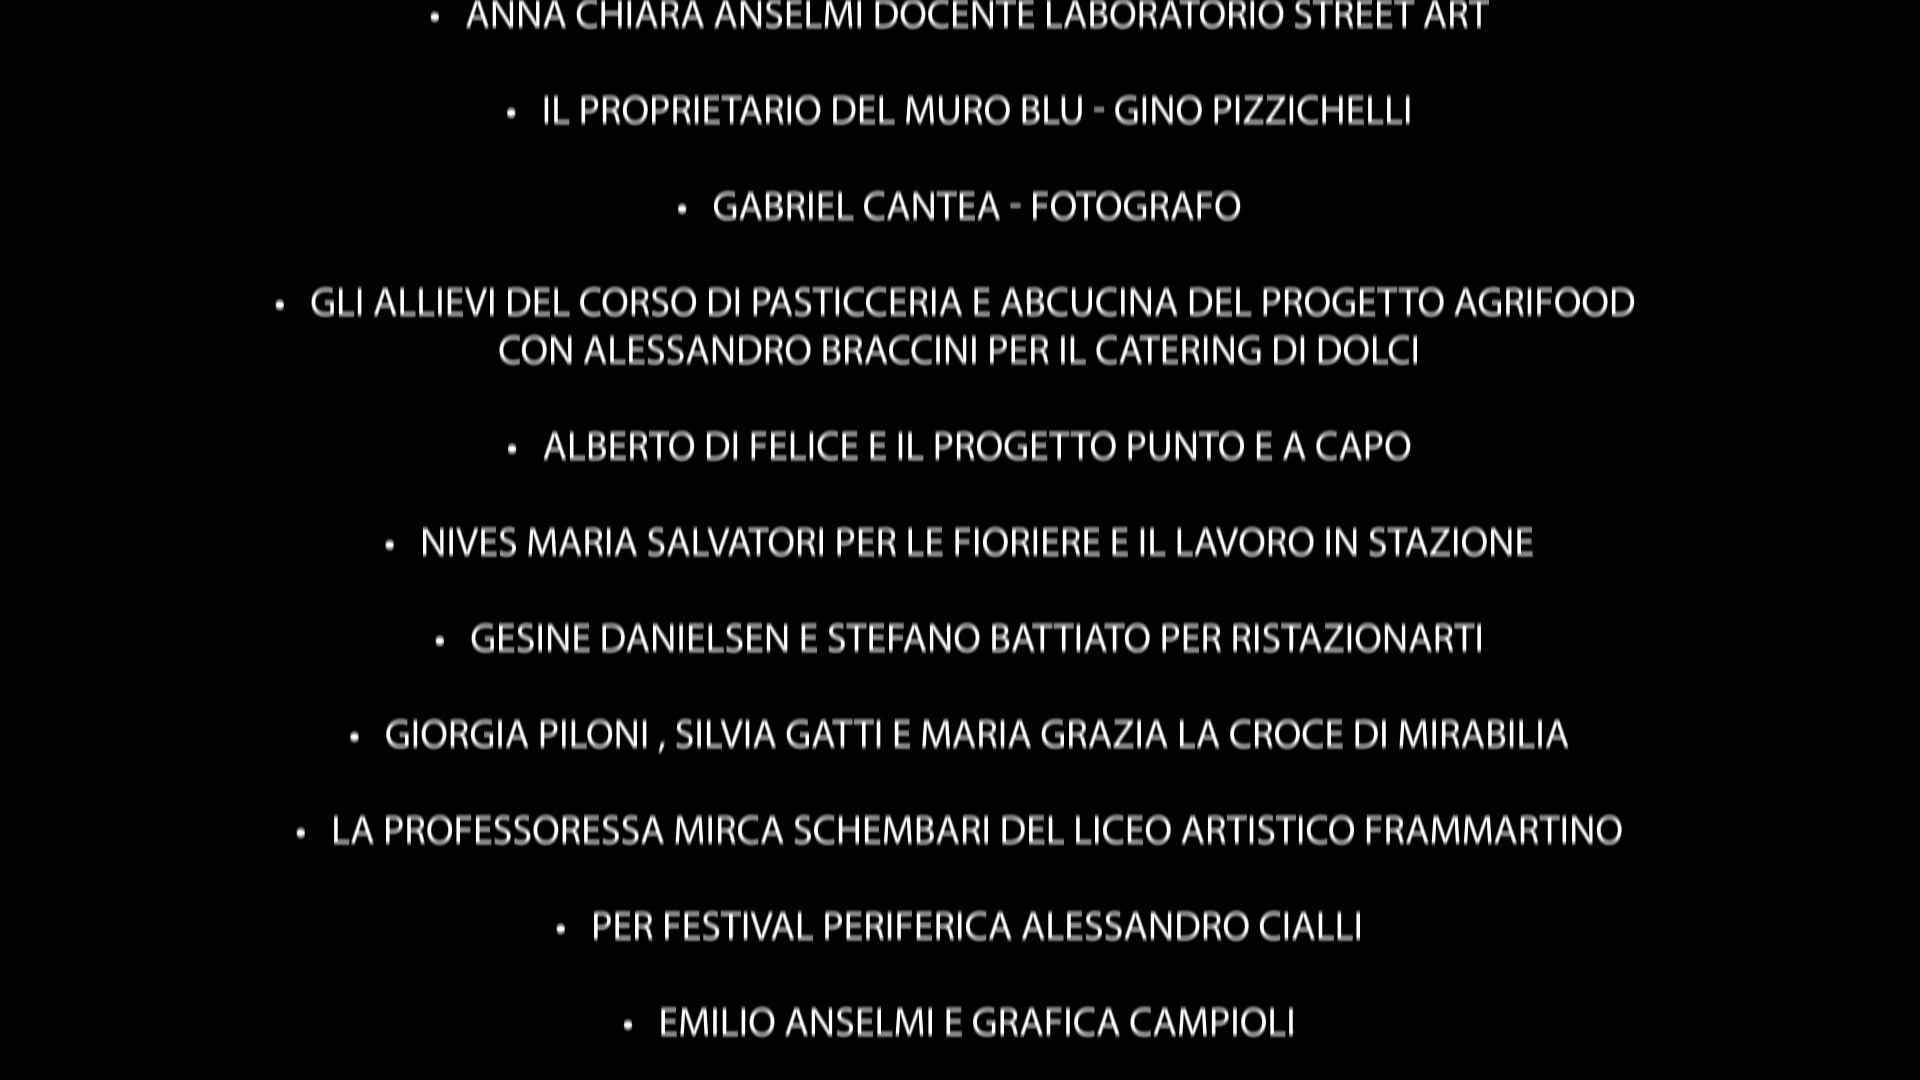 • ANNA CHIARA ANSELMI DOCENTE LABORATORIO STREET ART
• IL PROPRIETARIO DEL MURO BLU - GINO PIZZICHELLI
• GABRIEL CANTEA - FOTOGRAFO
• GLI ALLIEVI DEL CORSO DI PASTICCERIA E ABCUCINA DEL PROGETTO AGRIFOOD
CON ALESSANDRO BRACCINI PER IL CATERING DI DOLCI
• ALBERTO DI FELICE E IL PROGETTO PUNTO E A CAPO
• NIVES MARIA SALVATORI PER LE FIORIERE E IL LAVORO IN STAZIONE
• GESINE DANIELSEN E STEFANO BATTIATO PER RISTAZIONARTI
• GIORGIA PILONI , SILVIA GATTI E MARIA GRAZIA LA CROCE DI MIRABILIA
• LA PROFESSORESSA MIRCA SCHEMBARI DEL LICEO ARTISTICO FRAMMARTINO
• PER FESTIVAL PERIFERICA ALESSANDRO CIALLI
• EMILIO ANSELMI E GRAFICA CAMPIOLI